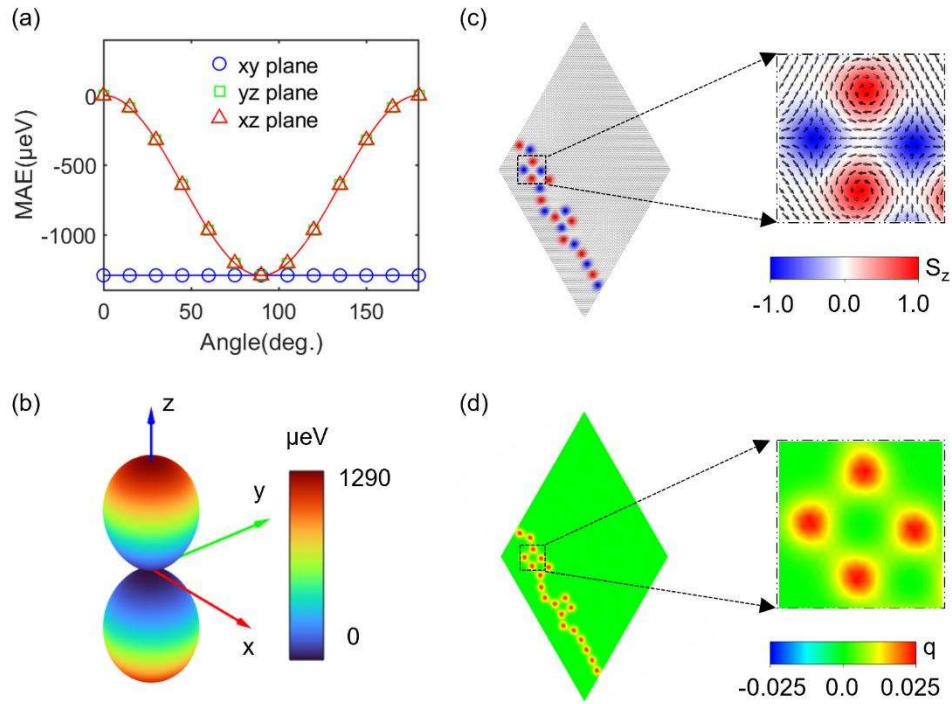 (a)
MAE(μeV)
0
-500
-1000
xy plane
yz plane
xz plane
0
50
100
150
Angle(deg.)
(b)
z
y
x
μeV
1290
0
(c)
S_z
-1.0
0.0
1.0
(d)
q
-0.025
0.0
0.025